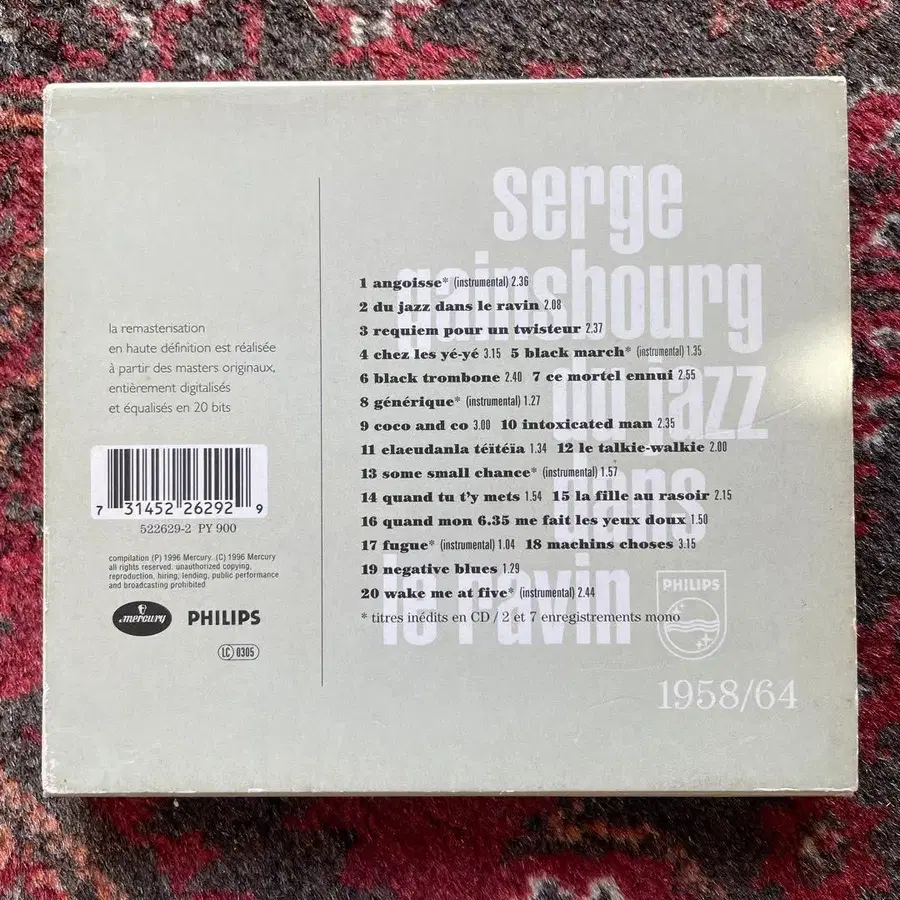 serge
gainsbourg
du jazz
dans
le ravin
1 angoisse* (instrumental) 2.36
2 du jazz dans le ravin 2.08
3 requiem pour un twisteur 2.37
4 chez les yé-yé 3.15 5 black march* (instrumental) 1.35
6 black trombone 2.40 7 ce mortel ennui 2.55
8 générique* (instrumental) 1.27
9 coco and co 3.00 10 intoxicated man 2.35
11 elaeudanla téïtéïa 1.34 12 le talkie-walkie 2.00
13 some small chance* (instrumental) 1.57
14 quand tu t'y mets 1.54 15 la fille au rasoir 2.15
16 quand mon 6.35 me fait les yeux doux 1.50
17 fugue* (instrumental) 1.04 18 machins choses 3.15
19 negative blues 1.29
20 wake me at five* (instrumental) 2.44
* titres inédits en CD / 2 et 7 enregistrements mono
PHILIPS
1958/64
la remasterisation
en haute définition est réalisée
à partir des masters originaux,
entièrement digitalisés
et équalisés en 20 bits
7 31452 26292 9
522629-2 PY 900
compilation (P) 1996 Mercury. (C) 1996 Mercury
all rights reserved. unauthorized copying,
reproduction, hiring, lending, public performance
and broadcasting prohibited
mercury PHILIPS
LC 0305